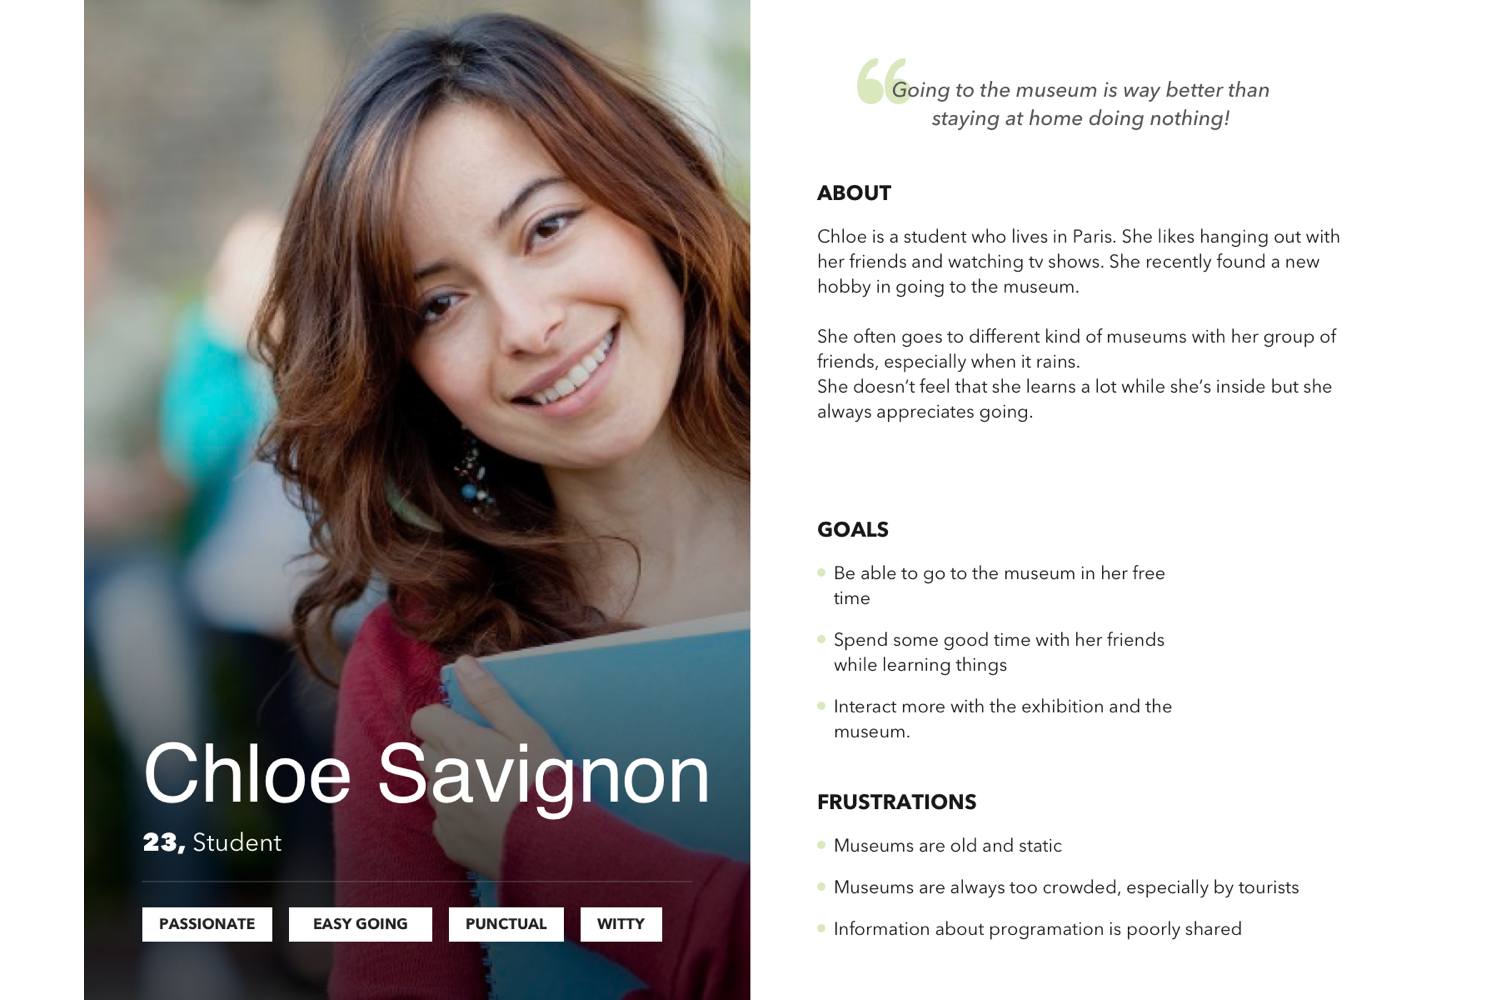 Going to the museum is way better than
staying at home doing nothing!
ABOUT
Chloe is a student who lives in Paris. She likes hanging out with
her friends and watching tv shows. She recently found a new
hobby in going to the museum.
She often goes to different kind of museums with her group of
friends, especially when it rains.
She doesn’t feel that she learns a lot while she’s inside but she
always appreciates going.
GOALS
Be able to go to the museum in her free
time
Spend some good time with her friends
while learning things
Interact more with the exhibition and the
museum.
FRUSTRATIONS
Museums are old and static
Museums are always too crowded, especially by tourists
Information about programation is poorly shared
Chloe Savignon
23, Student
PASSIONATE EASY GOING PUNCTUAL WITTY